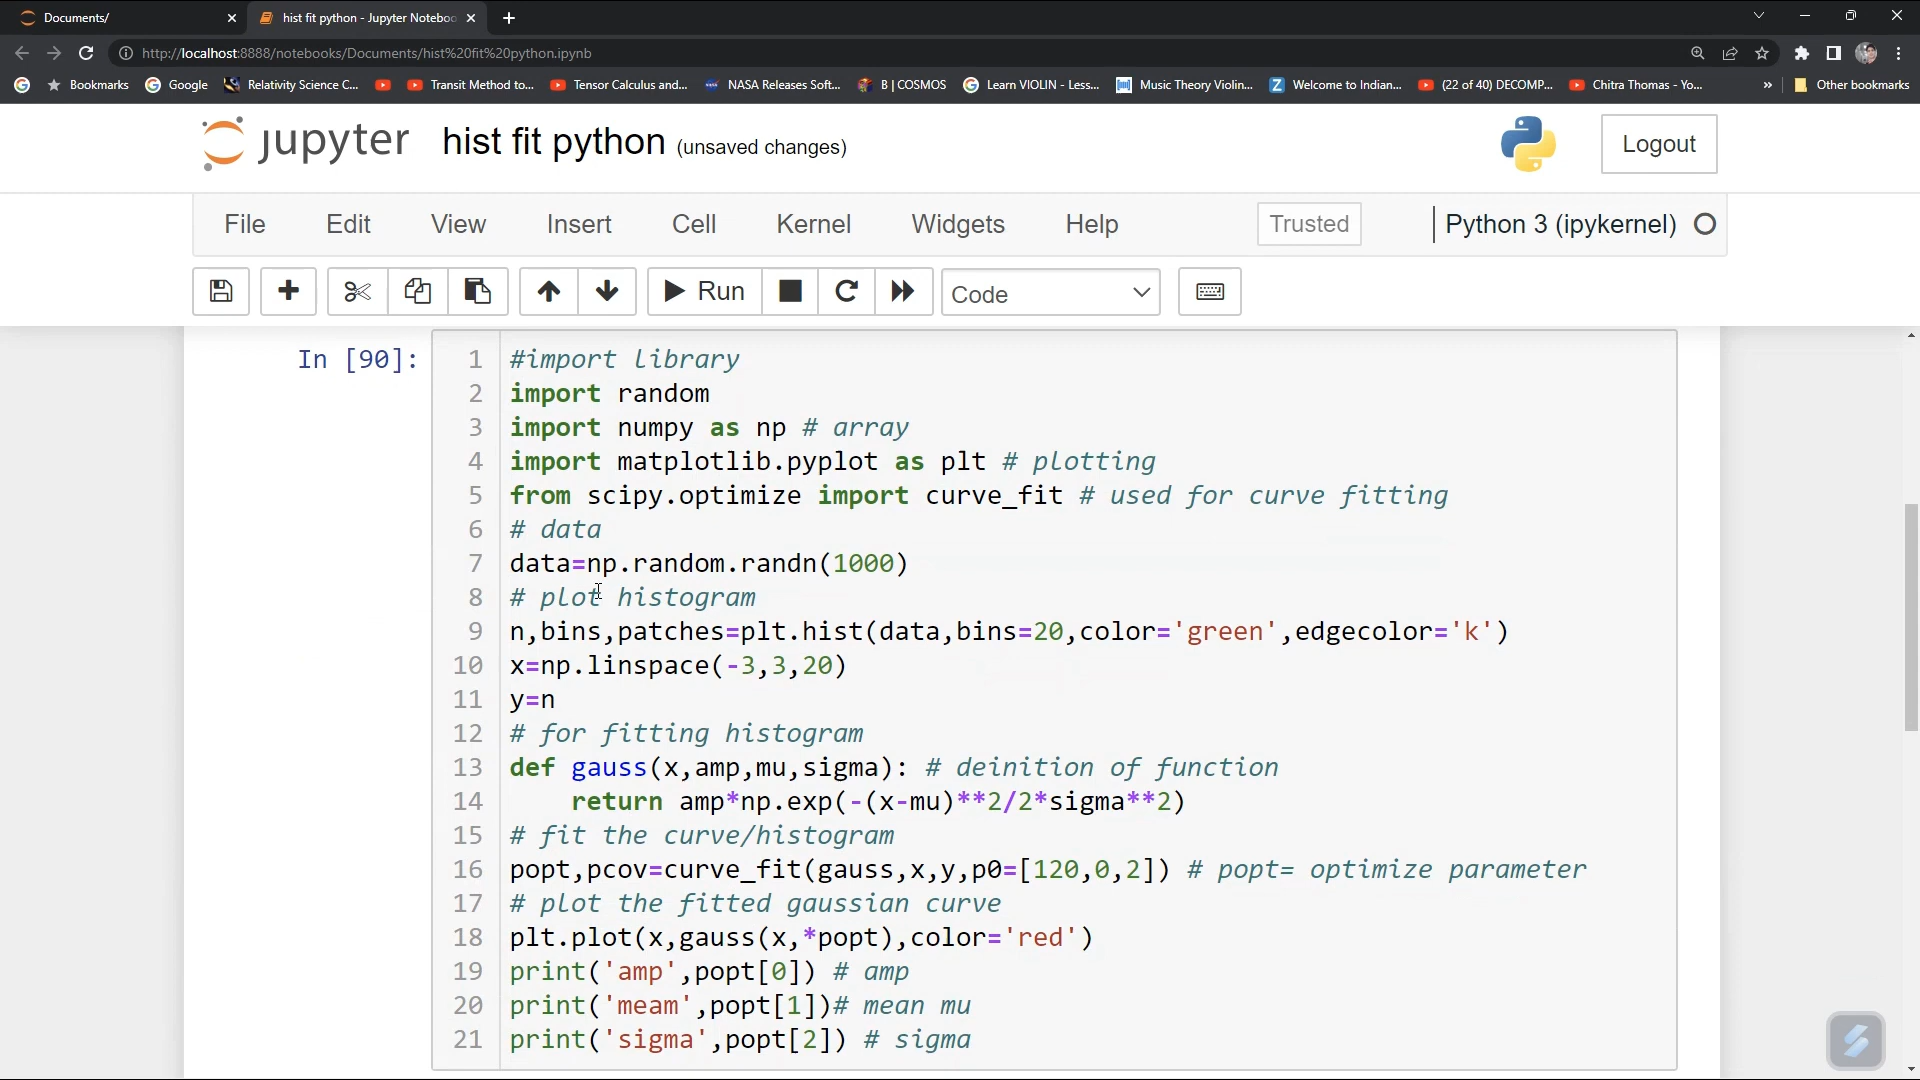 Documents/
hist fit python - Jupyter Noteboo
http://localhost:8888/notebooks/Documents/hist%20fit%20python.ipynb
Bookmarks Google Relativity Science C... Transit Method to... Tensor Calculus and... NASA Releases Soft... B | COSMOS Learn VIOLIN - Less... Music Theory Violin... Welcome to Indian... (22 of 40) DECOMP... Chitra Thomas - Yo... » Other bookmarks
jupyter hist fit python (unsaved changes) Logout
File Edit View Insert Cell Kernel Widgets Help Trusted Python 3 (ipykernel)
Run Code
In [90]:
1 #import library
2 import random
3 import numpy as np # array
4 import matplotlib.pyplot as plt # plotting
5 from scipy.optimize import curve_fit # used for curve fitting
6 # data
7 data=np.random.randn(1000)
8 # plot histogram
9 n,bins,patches=plt.hist(data,bins=20,color='green',edgecolor='k')
10 x=np.linspace(-3,3,20)
11 y=n
12 # for fitting histogram
13 def gauss(x,amp,mu,sigma): # deinition of function
14     return amp*np.exp(-(x-mu)**2/2*sigma**2)
15 # fit the curve/histogram
16 popt,pcov=curve_fit(gauss,x,y,p0=[120,0,2]) # popt= optimize parameter
17 # plot the fitted gaussian curve
18 plt.plot(x,gauss(x,*popt),color='red')
19 print('amp',popt[0]) # amp
20 print('meam',popt[1])# mean mu
21 print('sigma',popt[2]) # sigma